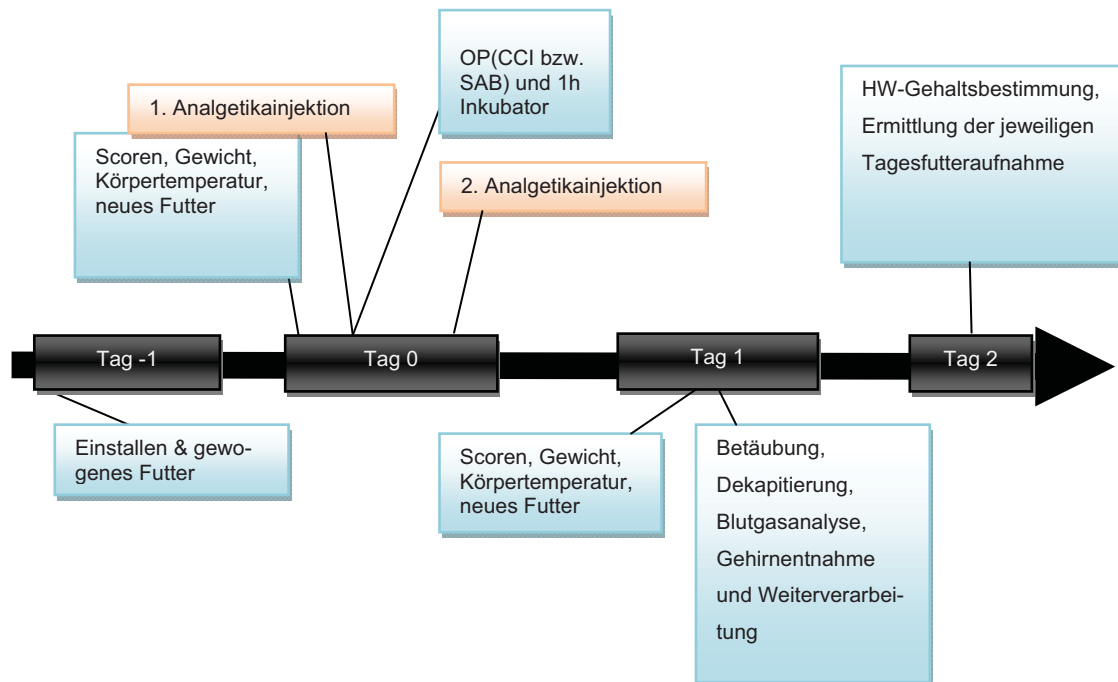 OP(CCI bzw.
SAB) und 1h
Inkubator
1. Analgetikainjektion
Scoren, Gewicht,
Körpertemperatur,
neues Futter
2. Analgetikainjektion
HW-Gehaltsbestimmung,
Ermittlung der jeweiligen
Tagesfutteraufnahme
Tag -1
Tag 0
Tag 1
Tag 2
Einstallen & gewo-
genes Futter
Scoren, Gewicht,
Körpertemperatur,
neues Futter
Betäubung,
Dekapitierung,
Blutgasanalyse,
Gehirnentnahme
und Weiterverarbei-
tung